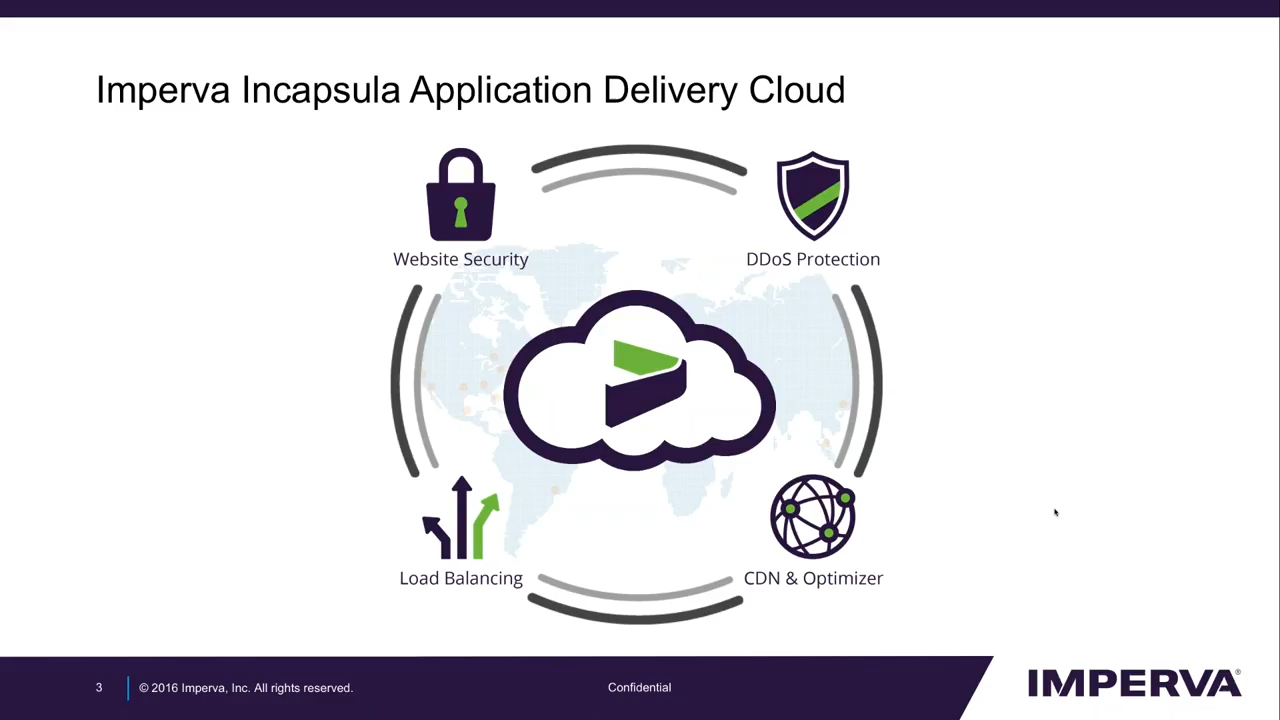 Imperva Incapsula Application Delivery Cloud
Website Security
DDoS Protection
Load Balancing
CDN & Optimizer
3
© 2016 Imperva, Inc. All rights reserved.
Confidential
IMPERVA®